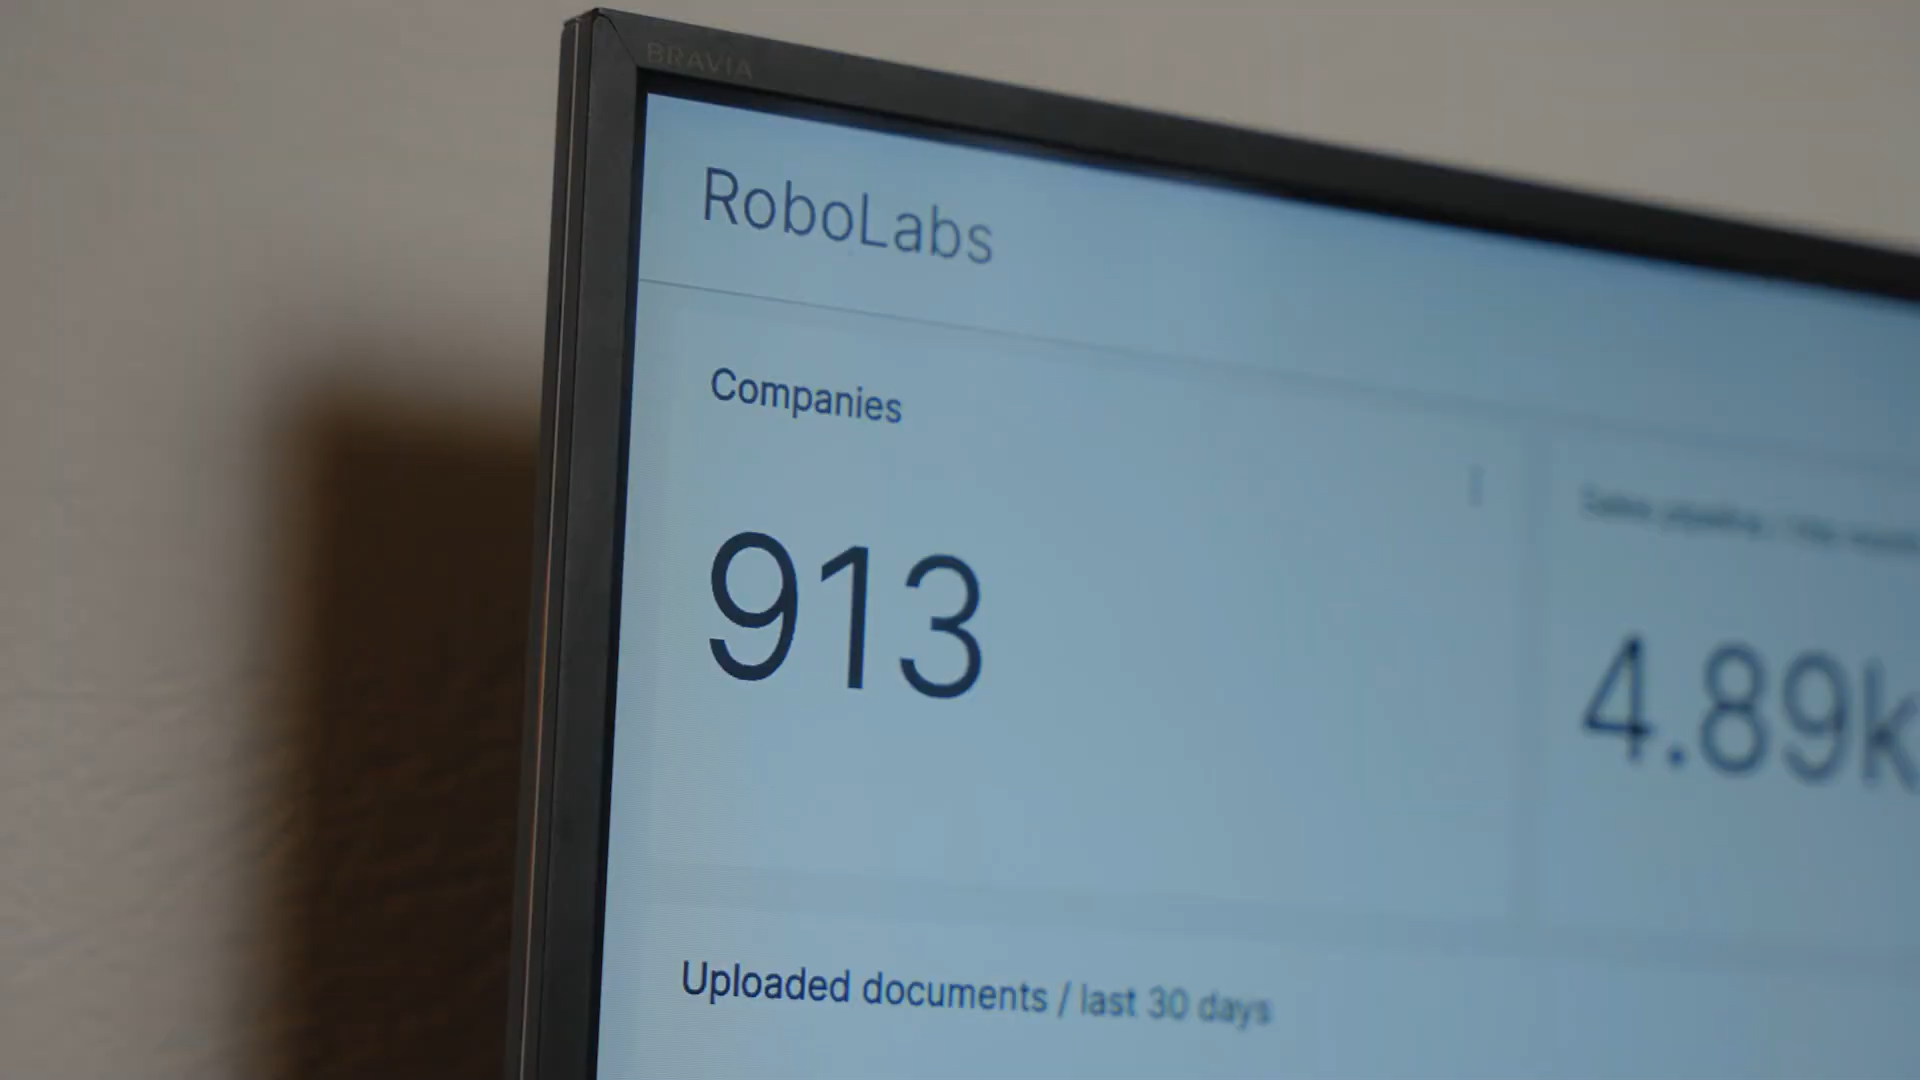 BRAVIA
RoboLabs
Companies
913
4.89k
Uploaded documents / last 30 days